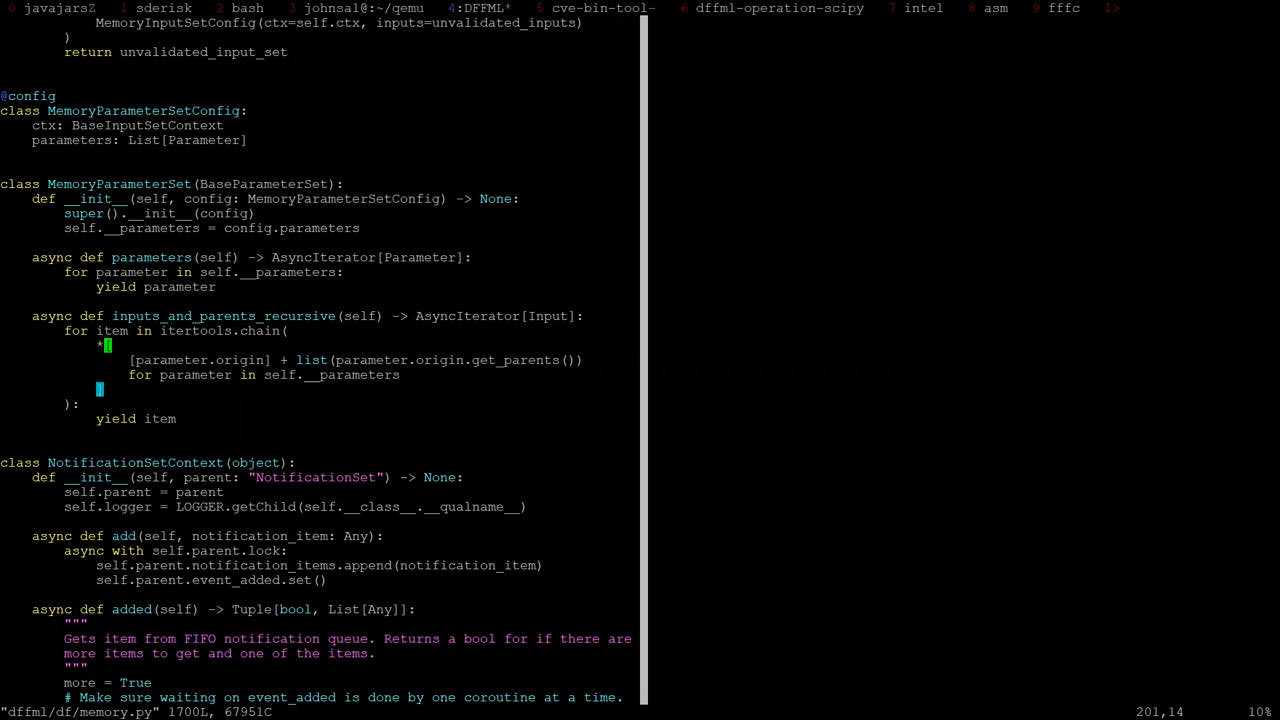 0 javajarsZ  1 sderisk  2 bash  3 johnsa1@:~/qemu  4:DFFML*  5 cve-bin-tool-  6 dffml-operation-scipy  7 intel  8 asm  9 fffc  1>
            MemoryInputSetConfig(ctx=self.ctx, inputs=unvalidated_inputs)
        )
        return unvalidated_input_set
@config
class MemoryParameterSetConfig:
    ctx: BaseInputSetContext
    parameters: List[Parameter]
class MemoryParameterSet(BaseParameterSet):
    def __init__(self, config: MemoryParameterSetConfig) -> None:
        super().__init__(config)
        self.__parameters = config.parameters
    async def parameters(self) -> AsyncIterator[Parameter]:
        for parameter in self.__parameters:
            yield parameter
    async def inputs_and_parents_recursive(self) -> AsyncIterator[Input]:
        for item in itertools.chain(
            *[
                [parameter.origin] + list(parameter.origin.get_parents())
                for parameter in self.__parameters
            ]
        ):
            yield item
class NotificationSetContext(object):
    def __init__(self, parent: "NotificationSet") -> None:
        self.parent = parent
        self.logger = LOGGER.getChild(self.__class__.__qualname__)
    async def add(self, notification_item: Any):
        async with self.parent.lock:
            self.parent.notification_items.append(notification_item)
            self.parent.event_added.set()
    async def added(self) -> Tuple[bool, List[Any]]:
        """
        Gets item from FIFO notification queue. Returns a bool for if there are
        more items to get and one of the items.
        """
        more = True
        # Make sure waiting on event_added is done by one coroutine at a time.
"dffml/df/memory.py" 1700L, 67951C  201,14  10%